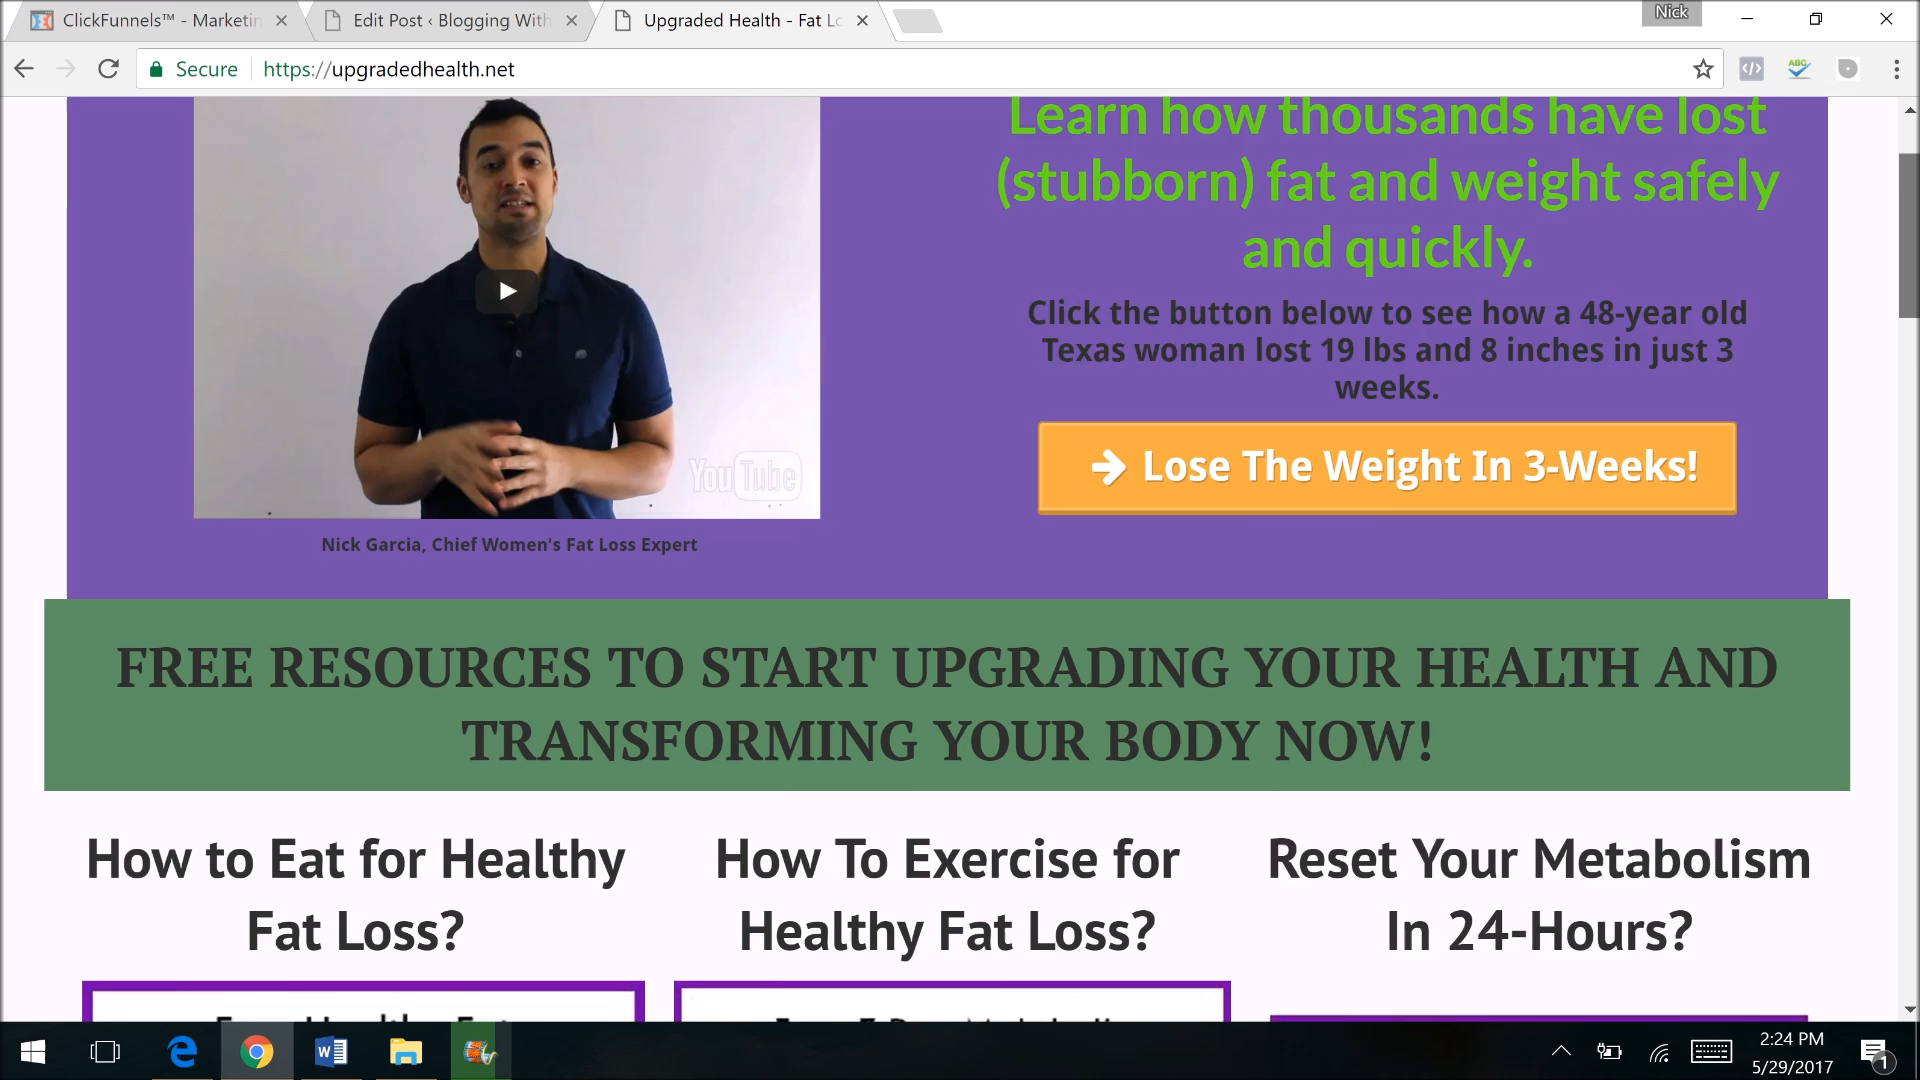 ClickFunnels™ - Marketin
Edit Post ‹ Blogging With
Upgraded Health - Fat Lo
Nick
Secure
https://upgradedhealth.net
ABC
Learn how thousands have lost
(stubborn) fat and weight safely
and quickly.
Click the button below to see how a 48-year old
Texas woman lost 19 lbs and 8 inches in just 3
weeks.
Lose The Weight In 3-Weeks!
YouTube
Nick Garcia, Chief Women's Fat Loss Expert
FREE RESOURCES TO START UPGRADING YOUR HEALTH AND
TRANSFORMING YOUR BODY NOW!
How to Eat for Healthy
Fat Loss?
How To Exercise for
Healthy Fat Loss?
Reset Your Metabolism
In 24-Hours?
2:24 PM
5/29/2017
1